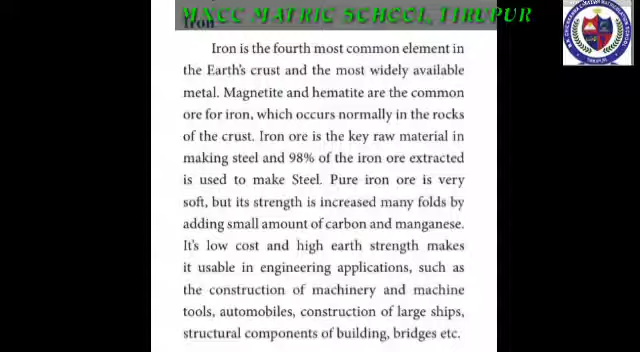 MNCC MATRIC SCHOOL, TIRUPUR
Iron
Iron is the fourth most common element in
the Earth's crust and the most widely available
metal. Magnetite and hematite are the common
ore for iron, which occurs normally in the rocks
of the crust. Iron ore is the key raw material in
making steel and 98% of the iron ore extracted
is used to make Steel. Pure iron ore is very
soft, but its strength is increased many folds by
adding small amount of carbon and manganese.
It's low cost and high earth strength makes
it usable in engineering applications, such as
the construction of machinery and machine
tools, automobiles, construction of large ships,
structural components of building, bridges etc.
TIRUPUR